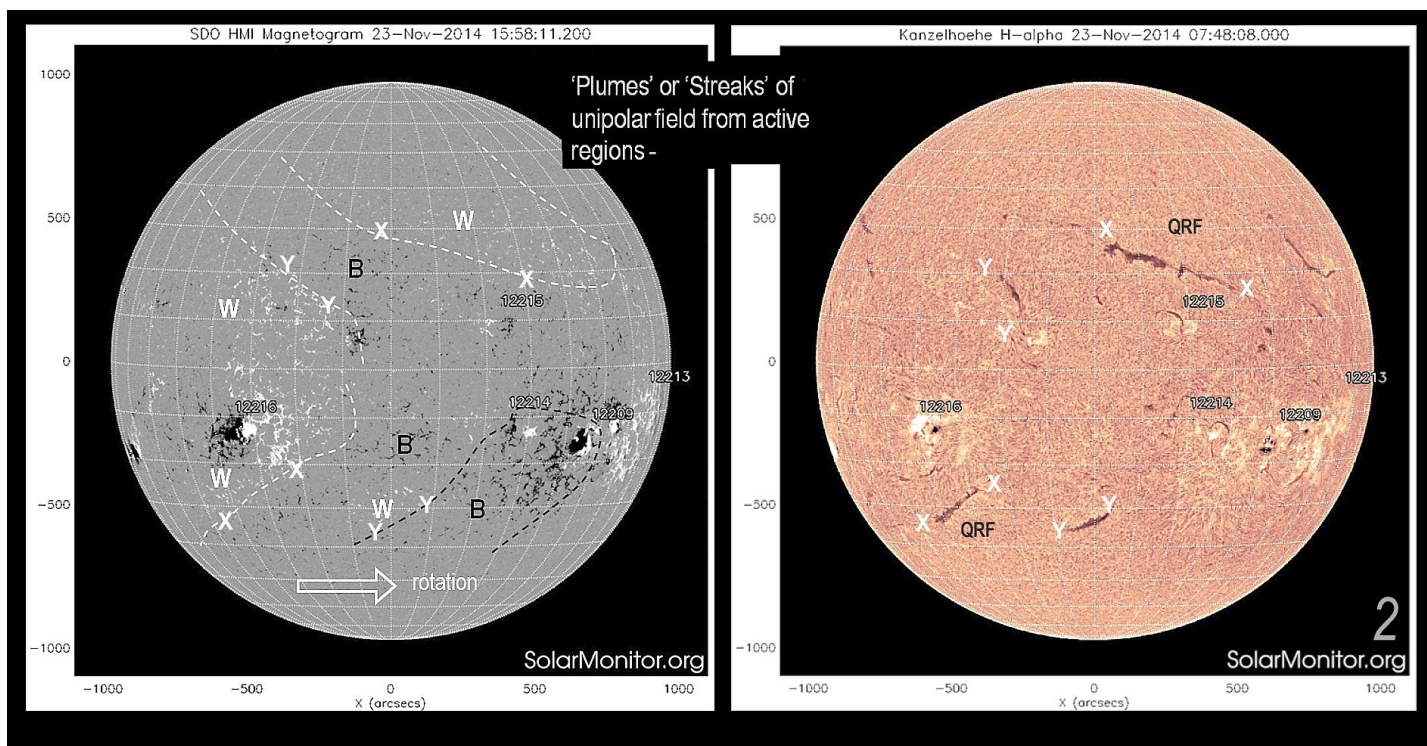 SDO HMI Magnetogram 23-Nov-2014 15:58:11.200
1000
500
0
−500
−1000
W
X
Y
B
X
W
Y
12215
12213
12216
12214
12209
B
W
X
X
W
Y
Y
B
rotation
SolarMonitor.org
−1000
−500
0
500
1000
X (arcsecs)
'Plumes' or 'Streaks' of
unipolar field from active
regions -
Kanzelhoehe H-alpha 23-Nov-2014 07:48:08.000
1000
500
0
−500
−1000
X
QRF
Y
X
12215
Y
12213
12216
12214
12209
X
X
QRF
Y
Y
2
SolarMonitor.org
−1000
−500
0
500
1000
X (arcsecs)